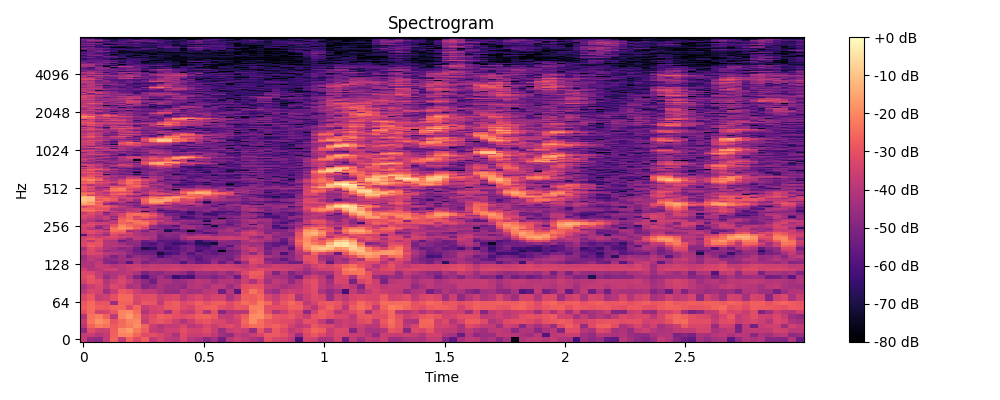 Spectrogram
Hz
4096
2048
1024
512
256
128
64
0
0
0.5
1
1.5
2
2.5
Time
+0 dB
-10 dB
-20 dB
-30 dB
-40 dB
-50 dB
-60 dB
-70 dB
-80 dB